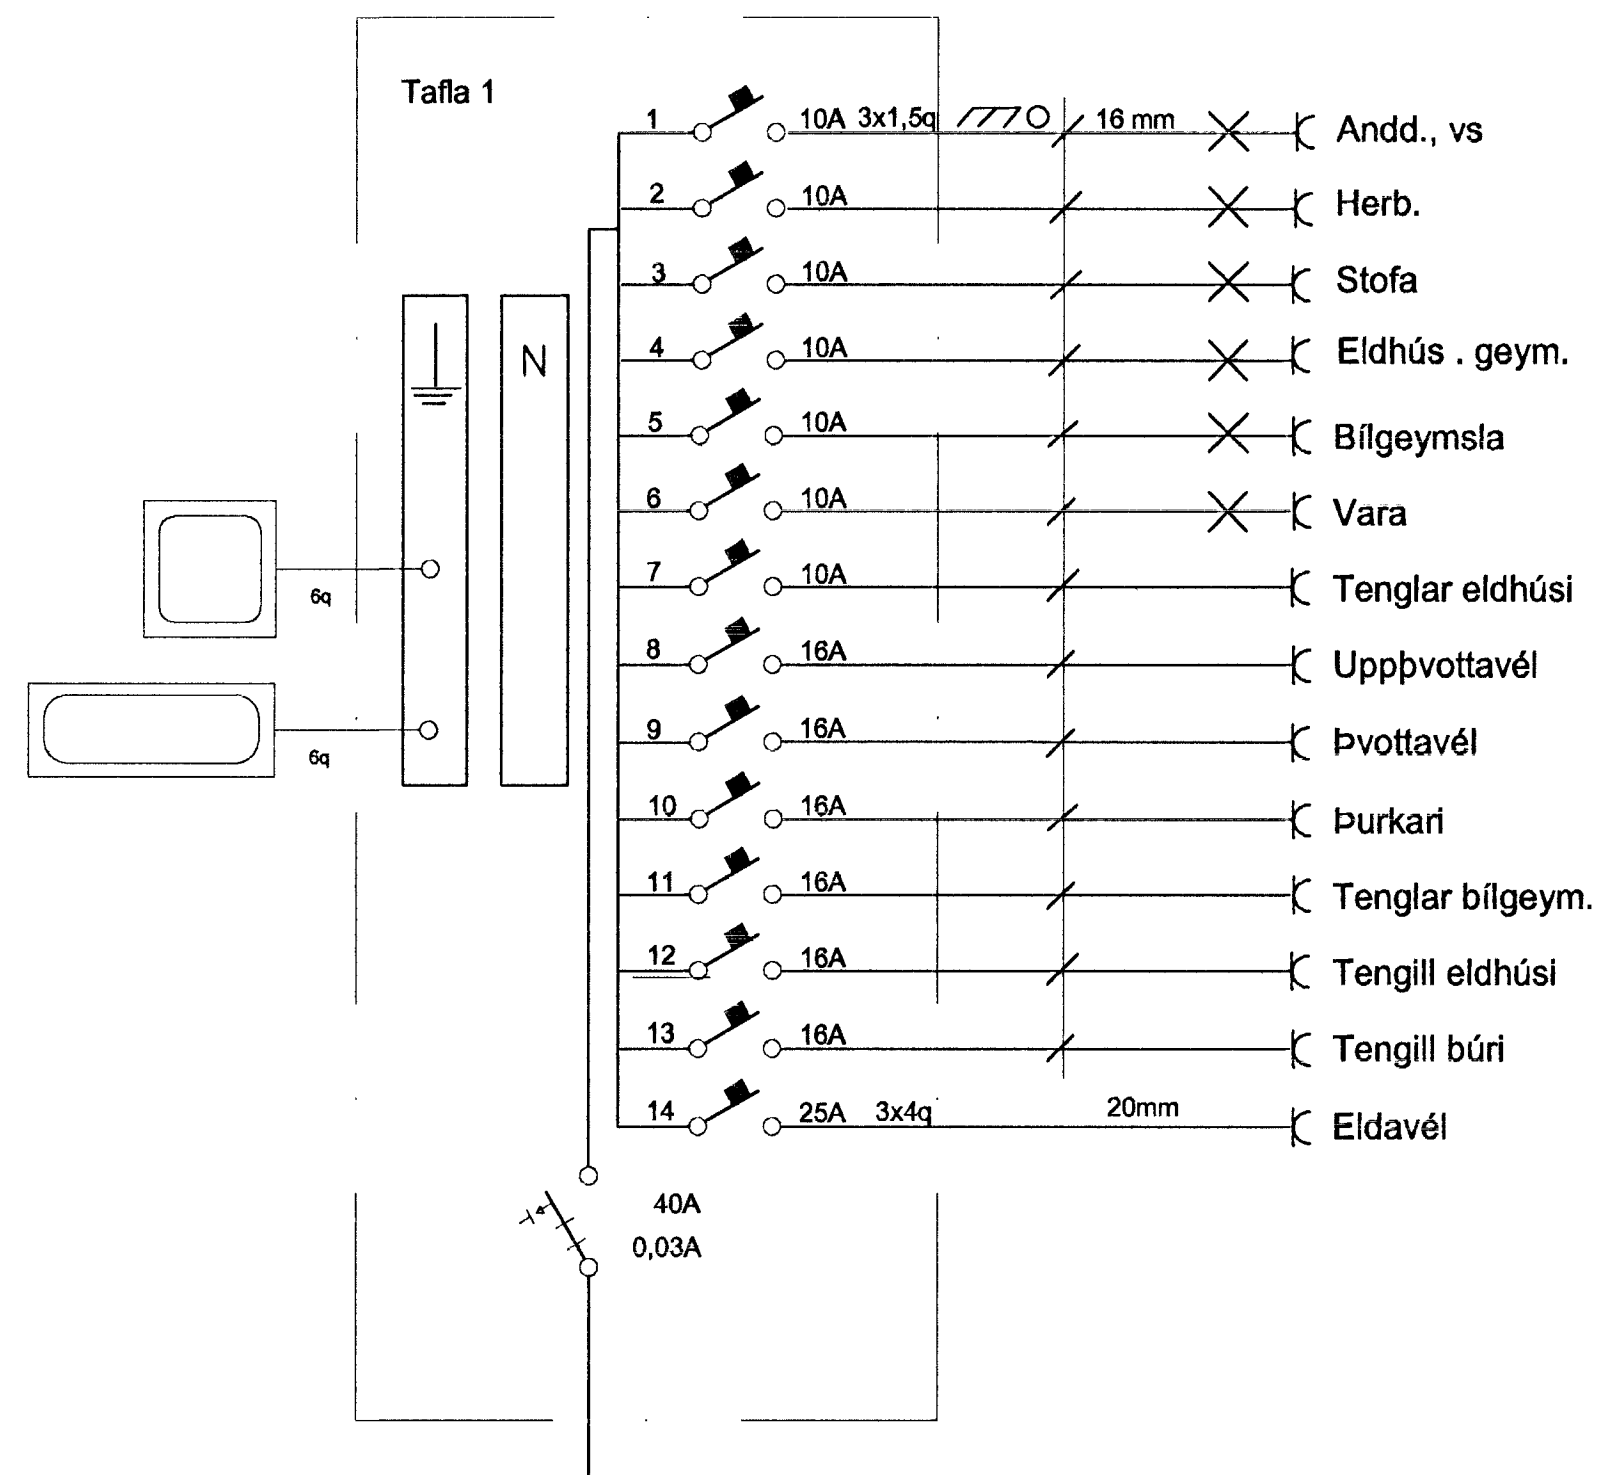 Tafla 1
1 10A 3x1,5q 16 mm Andd., vs
2 10A Herb.
3 10A Stofa
4 10A Eldhús . geym.
N
5 10A Bílgeymsla
6 10A Vara
7 10A Tenglar eldhúsi
6q
8 16A Uppþvottavél
9 16A Þvottavél
6q
10 16A Þurkari
11 16A Tenglar bílgeym.
12 16A Tengill eldhúsi
13 16A Tengill búri
14 25A 3x4q 20mm Eldavél
40A
0,03A